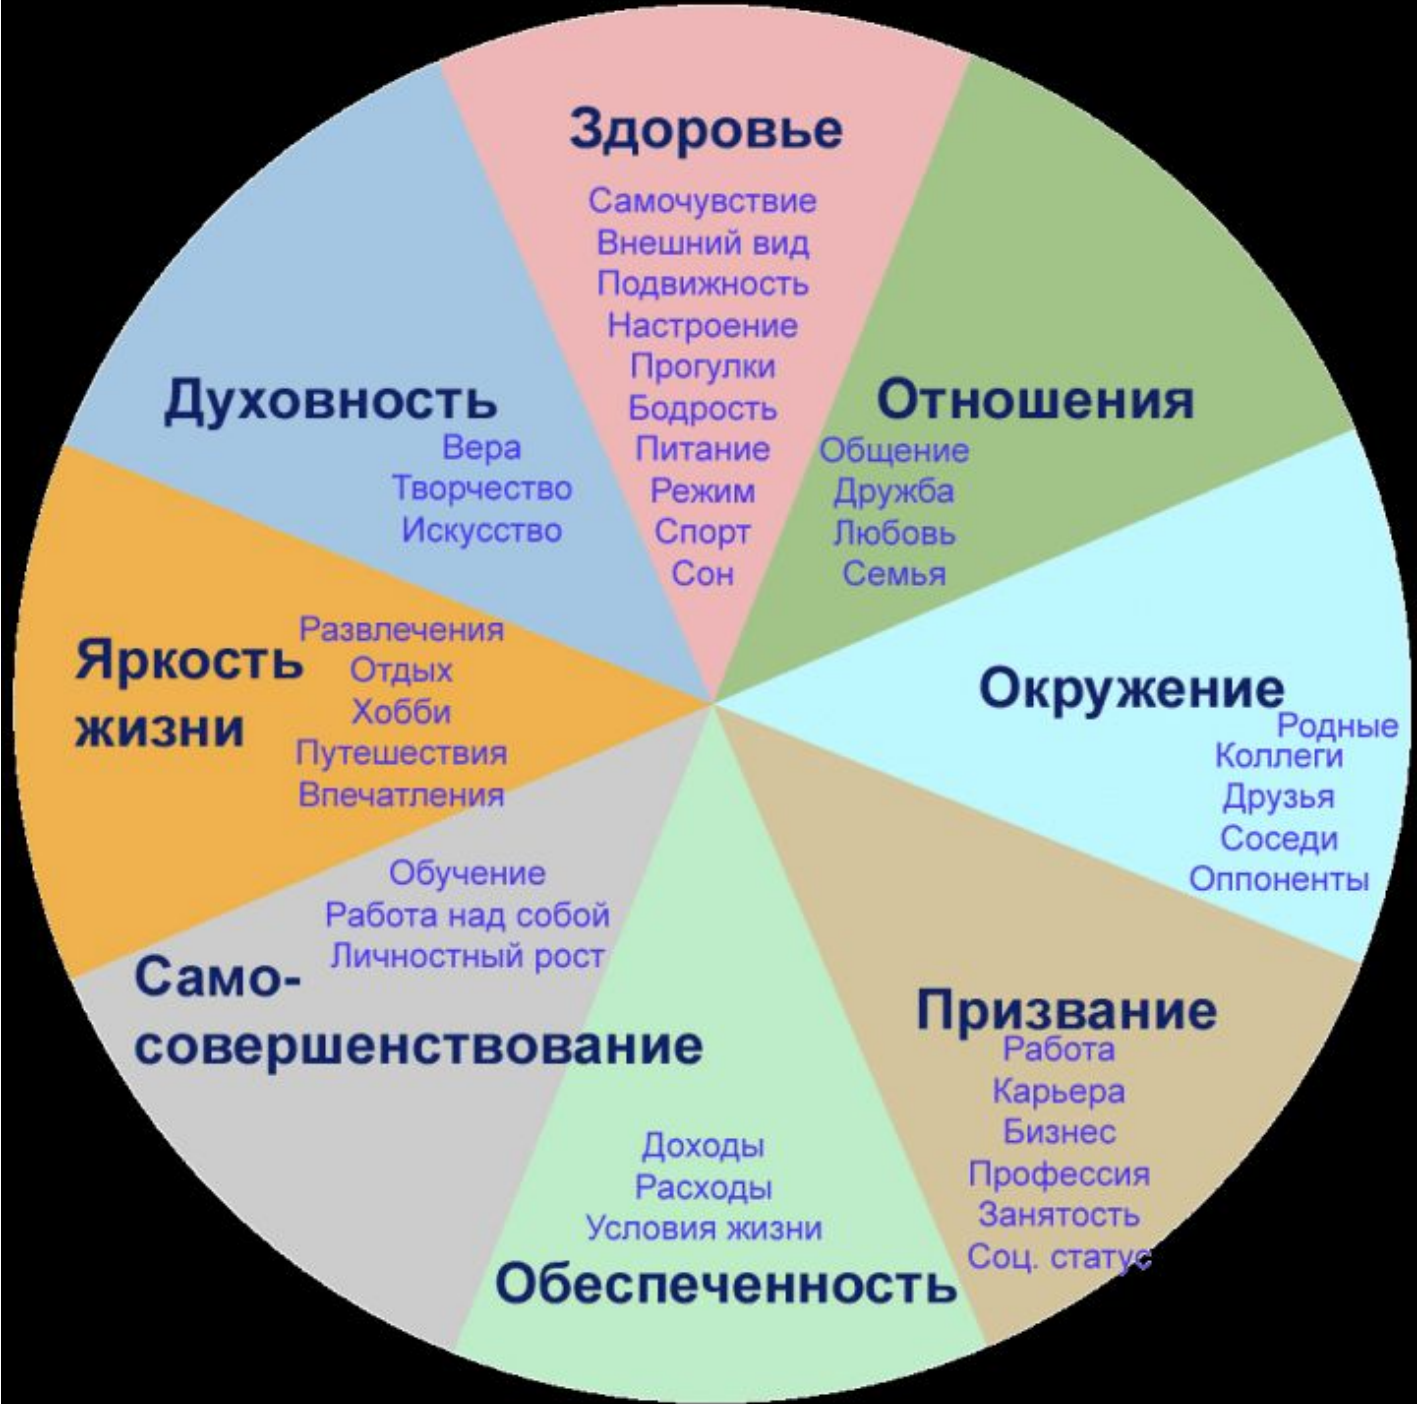 Здоровье
Самочувствие
Внешний вид
Подвижность
Настроение
Прогулки
Бодрость
Питание
Режим
Спорт
Сон
Отношения
Общение
Дружба
Любовь
Семья
Окружение
Родные
Коллеги
Друзья
Соседи
Оппоненты
Призвание
Работа
Карьера
Бизнес
Профессия
Занятость
Соц. статус
Доходы
Расходы
Условия жизни
Обеспеченность
Обучение
Работа над собой
Личностный рост
Само-
совершенствование
Яркость
жизни
Развлечения
Отдых
Хобби
Путешествия
Впечатления
Духовность
Вера
Творчество
Искусство